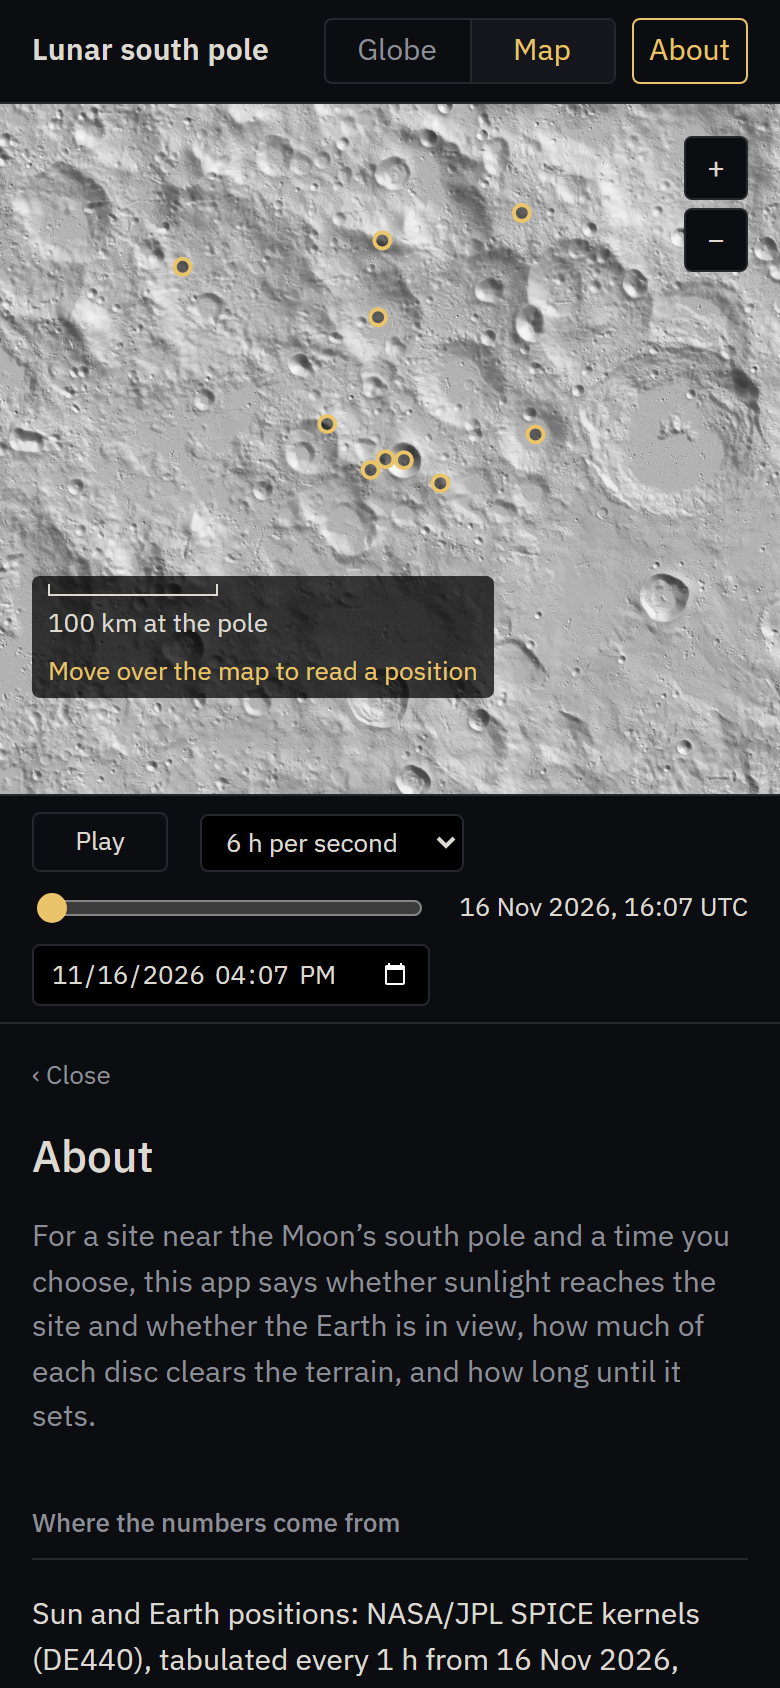 Lunar south pole
Globe
Map
About
+
−
100 km at the pole
Move over the map to read a position
Play
6 h per second
16 Nov 2026, 16:07 UTC
11/16/2026 04:07 PM
‹ Close
About
For a site near the Moon’s south pole and a time you
choose, this app says whether sunlight reaches the
site and whether the Earth is in view, how much of
each disc clears the terrain, and how long until it
sets.
Where the numbers come from
Sun and Earth positions: NASA/JPL SPICE kernels
(DE440), tabulated every 1 h from 16 Nov 2026,